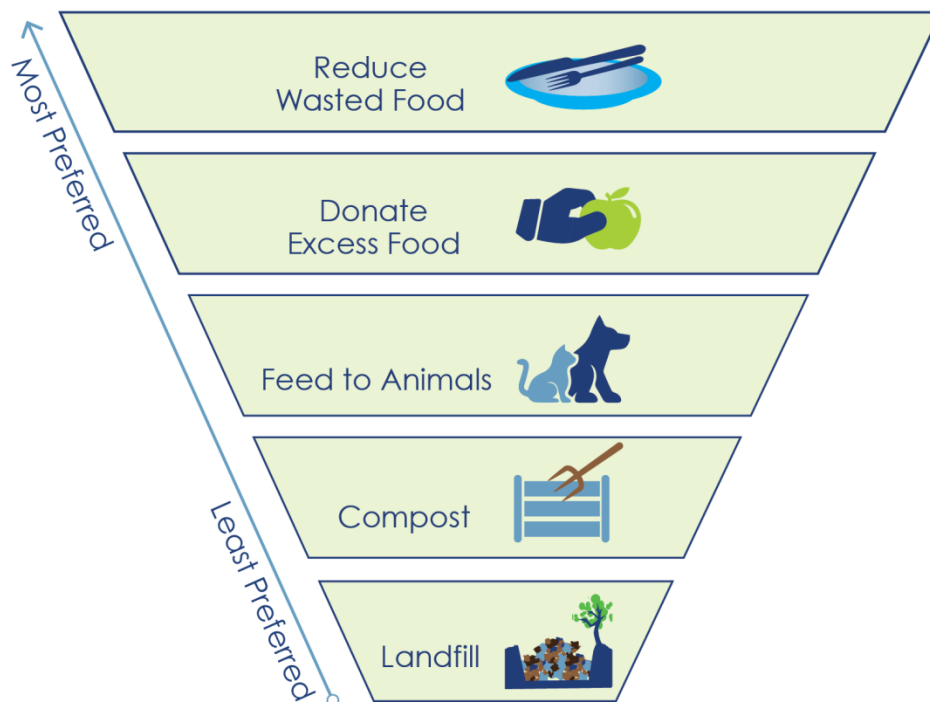 Most Preferred
Least Preferred
Reduce
Wasted Food
Donate
Excess Food
Feed to Animals
Compost
Landfill